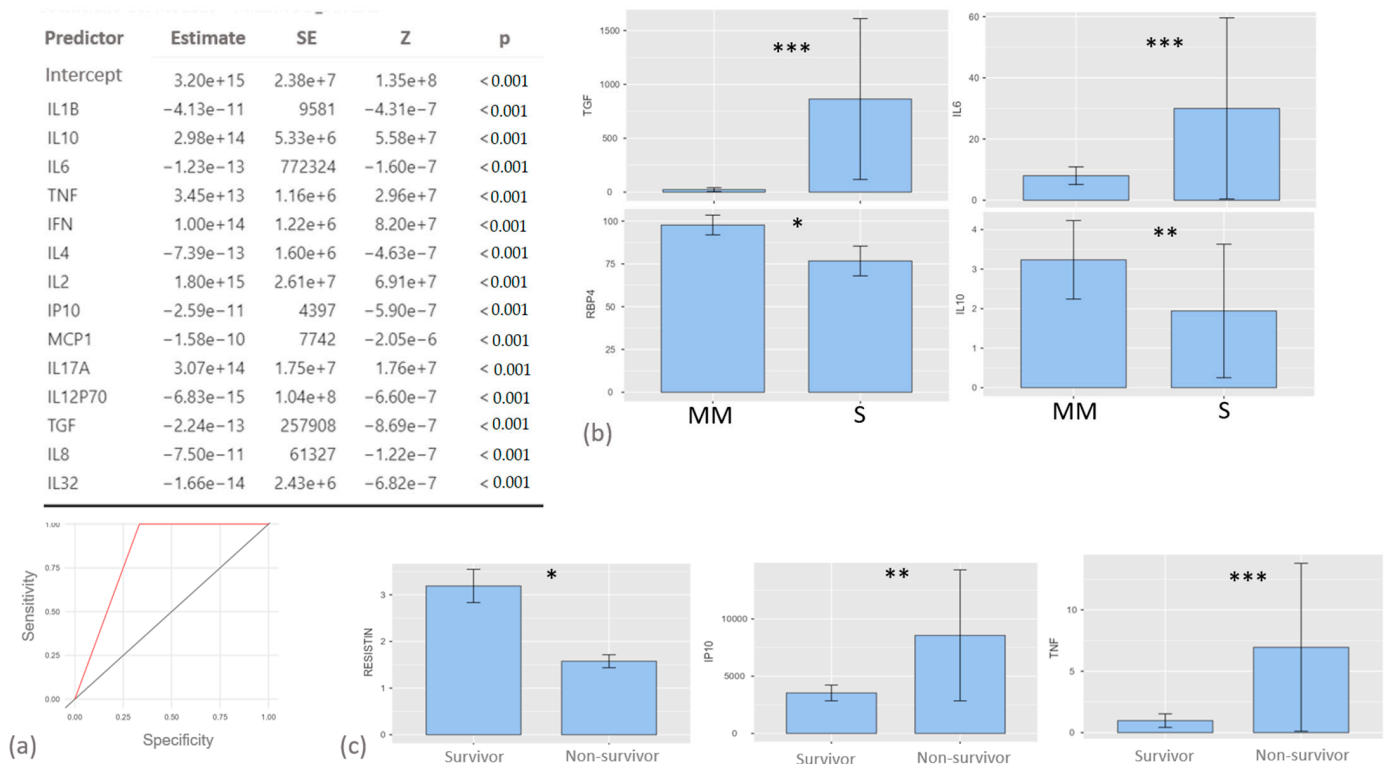 Predictor Estimate SE Z p
Intercept 3.20e+15 2.38e+7 1.35e+8 < 0.001
IL1B −4.13e−11 9581 −4.31e−7 < 0.001
IL10 2.98e+14 5.33e+6 5.58e+7 < 0.001
IL6 −1.23e−13 772324 −1.60e−7 < 0.001
TNF 3.45e+13 1.16e+6 2.96e+7 < 0.001
IFN 1.00e+14 1.22e+6 8.20e+7 < 0.001
IL4 −7.39e−13 1.60e+6 −4.63e−7 < 0.001
IL2 1.80e+15 2.61e+7 6.91e+7 < 0.001
IP10 −2.59e−11 4397 −5.90e−7 < 0.001
MCP1 −1.58e−10 7742 −2.05e−6 < 0.001
IL17A 3.07e+14 1.75e+7 1.76e+7 < 0.001
IL12P70 −6.83e−15 1.04e+8 −6.60e−7 < 0.001
TGF −2.24e−13 257908 −8.69e−7 < 0.001
IL8 −7.50e−11 61327 −1.22e−7 < 0.001
IL32 −1.66e−14 2.43e+6 −6.82e−7 < 0.001
1.00
0.75
0.50
0.25
0.00
Sensitivity
0.00 0.25 0.50 0.75 1.00
Specificity
(a)
1500
1000
500
0
TGF
***
60
40
20
0
IL6
***
100
75
50
25
0
RBP4
*
MM S
4
3
2
1
0
IL10
**
MM S
(b)
3
2
1
0
RESISTIN
*
Survivor Non-survivor
10000
5000
0
IP10
**
Survivor Non-survivor
10
5
0
TNF
***
Survivor Non-survivor
(c)